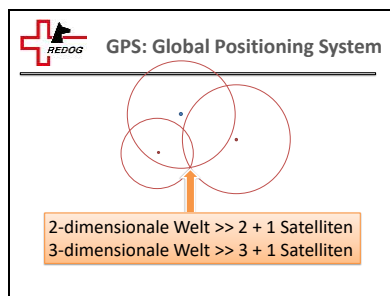 REDOG
GPS: Global Positioning System
2-dimensionale Welt >> 2 + 1 Satelliten
3-dimensionale Welt >> 3 + 1 Satelliten